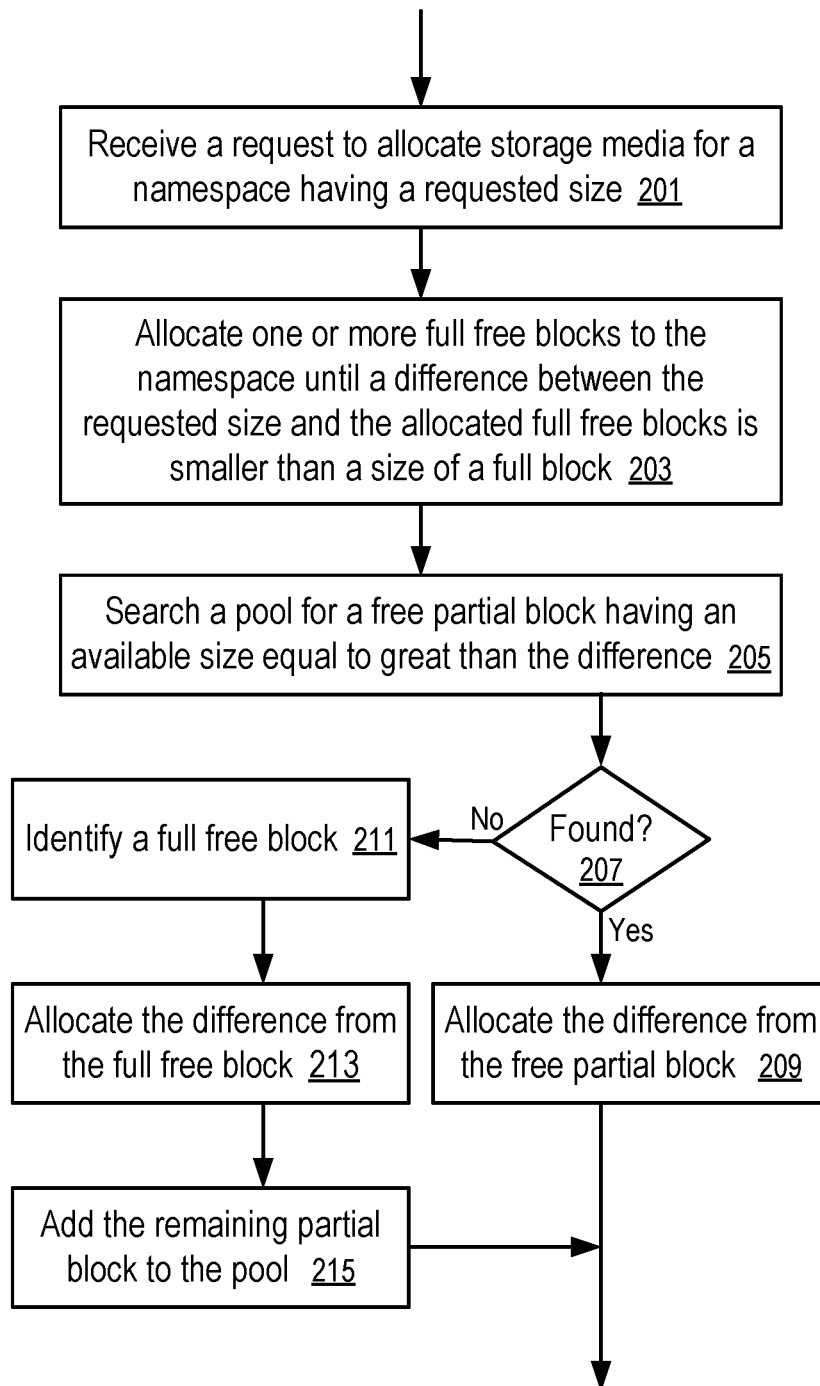 Receive a request to allocate storage media for a
namespace having a requested size 201
Allocate one or more full free blocks to the
namespace until a difference between the
requested size and the allocated full free blocks is
smaller than a size of a full block 203
Search a pool for a free partial block having an
available size equal to great than the difference 205
Found?
207
No
Yes
Identify a full free block 211
Allocate the difference from
the full free block 213
Allocate the difference from
the free partial block 209
Add the remaining partial
block to the pool 215